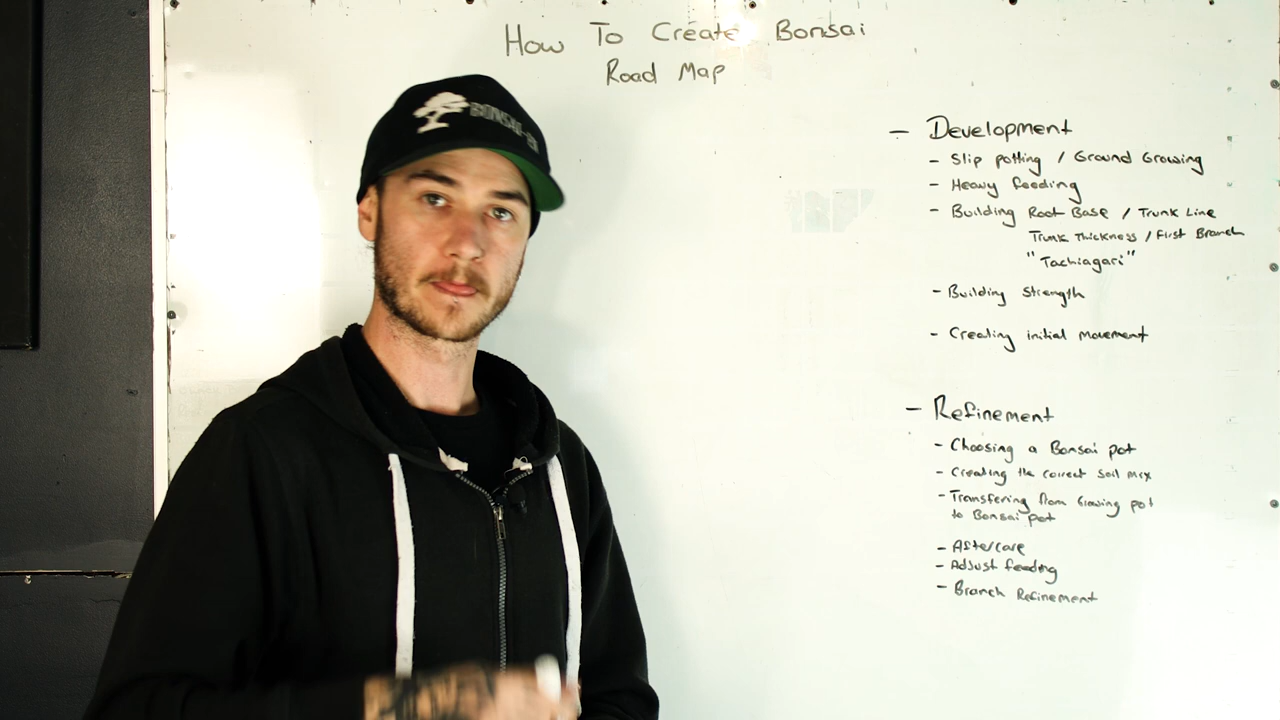 How To Create Bonsai
Road Map
BONSAI-EN
- Development
- Slip potting / Ground Growing
- Heavy feeding
- Building Root Base / Trunk Line
Trunk Thickness / First Branch
"Tachiagari"
- Building Strength
- Creating initial movement
- Refinement
- Choosing a Bonsai pot
- Creating the correct soil mix
- Transfering from Growing pot
to Bonsai pot
- Aftercare
- Adjust feeding
- Branch Refinement